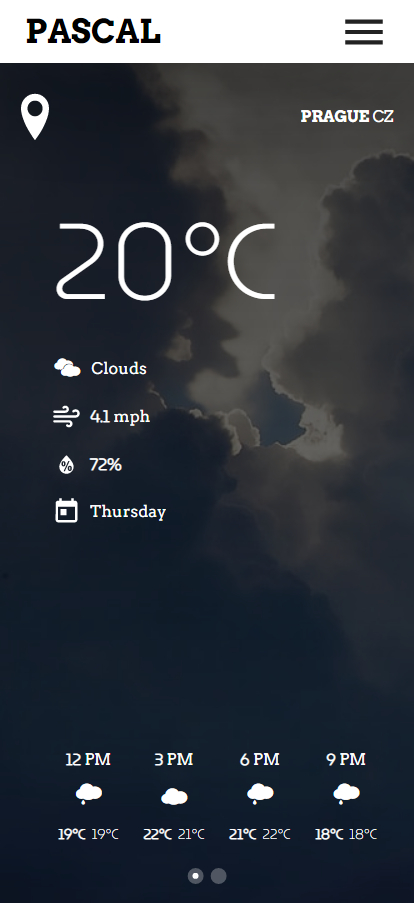 PASCAL
PRAGUE CZ
20°C
Clouds
4.1 mph
72%
Thursday
12 PM 3 PM 6 PM 9 PM
19°C 19°C 22°C 21°C 21°C 22°C 18°C 18°C